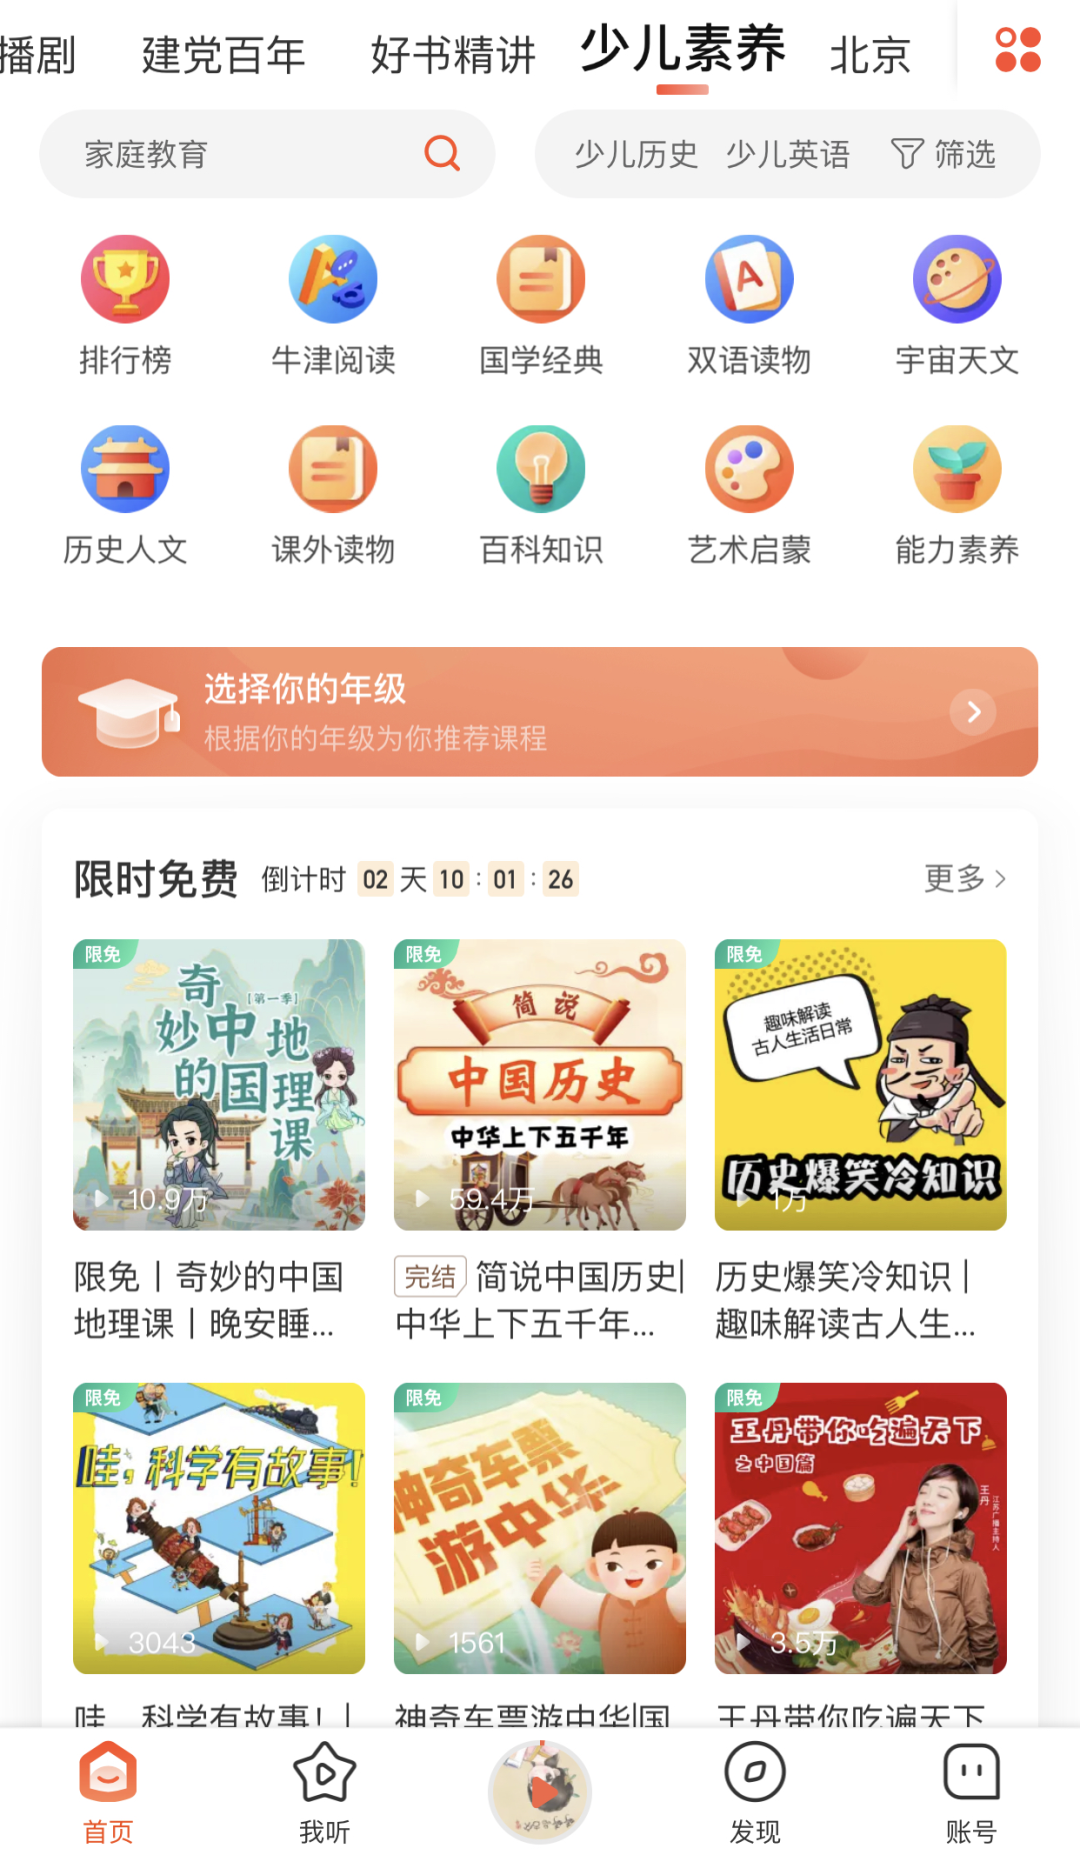 播剧 建党百年 好书精讲 少儿素养 北京
家庭教育 少儿历史 少儿英语 筛选
排行榜 牛津阅读 国学经典 双语读物 宇宙天文
历史人文 课外读物 百科知识 艺术启蒙 能力素养
选择你的年级
根据你的年级为你推荐课程
限时免费 倒计时 02 天 10 : 01 : 26 更多
限免
奇妙的中国地理课
【第一季】
10.9万
限免
简说
中国历史
中华上下五千年
59.4万
限免
趣味解读
古人生活日常
历史爆笑冷知识
1万
限免丨奇妙的中国
地理课丨晚安睡...
完结 简说中国历史|
中华上下五千年...
历史爆笑冷知识 |
趣味解读古人生...
限免
哇,科学有故事!
3043
限免
神奇车票
游中华
1561
限免
王丹带你吃遍天下
之中国篇
王丹
江苏广播主持人
3.5万
哇，科学有故事！|
神奇车票游中华|国
王丹带你吃遍天下
首页 我听 发现 账号